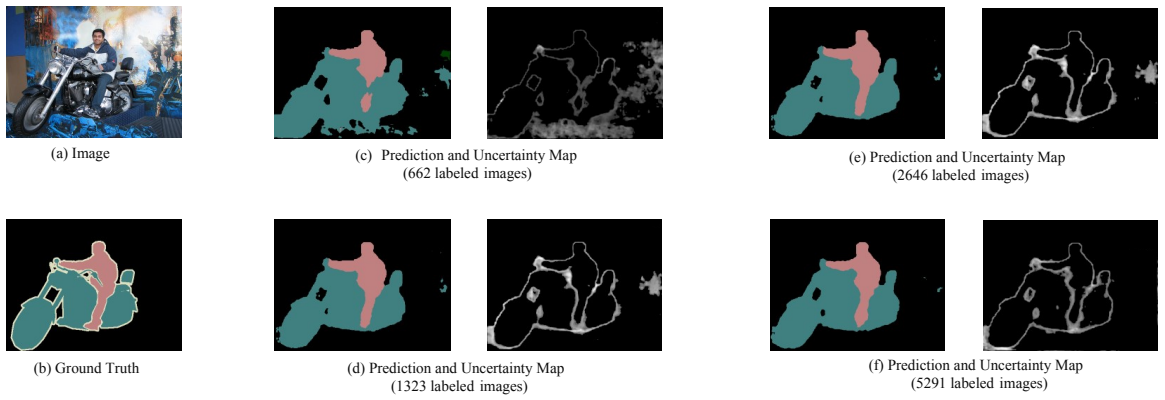 (a) Image
(c) Prediction and Uncertainty Map
(662 labeled images)
(e) Prediction and Uncertainty Map
(2646 labeled images)
(b) Ground Truth
(d) Prediction and Uncertainty Map
(1323 labeled images)
(f) Prediction and Uncertainty Map
(5291 labeled images)